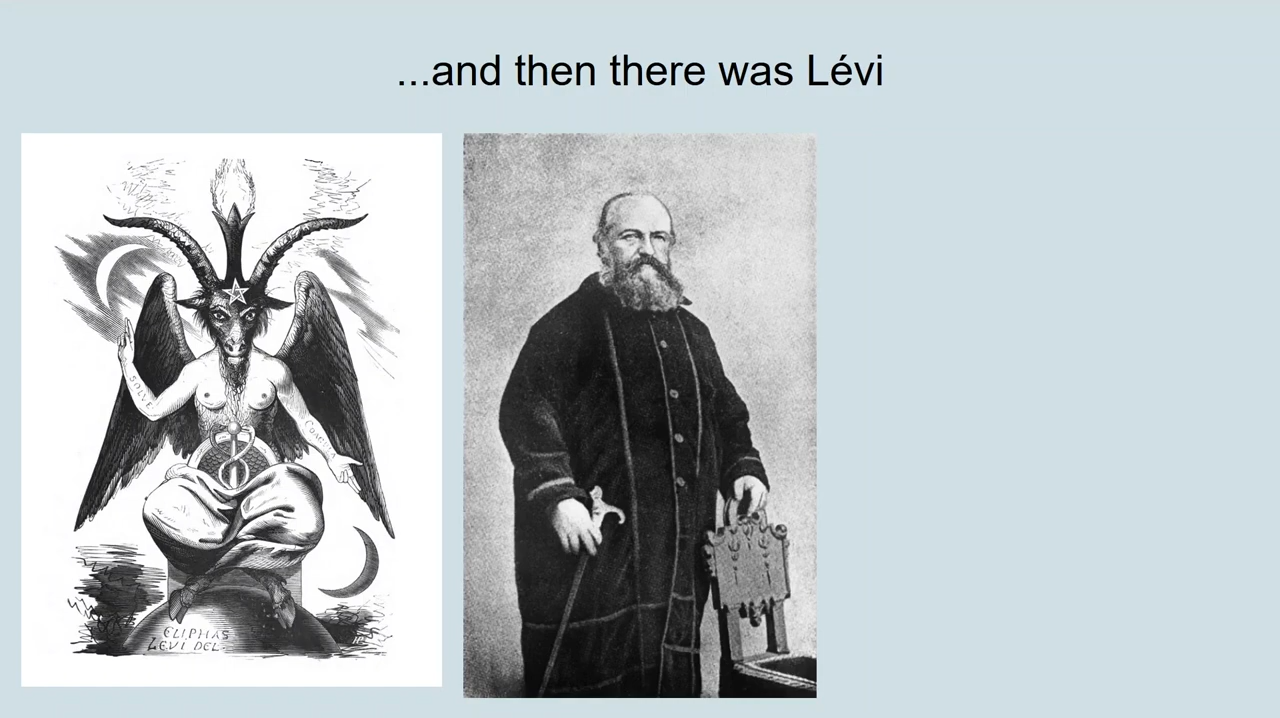 ...and then there was Lévi
SOLVE
COAGULA
ELIPHAS
LEVI DEL.